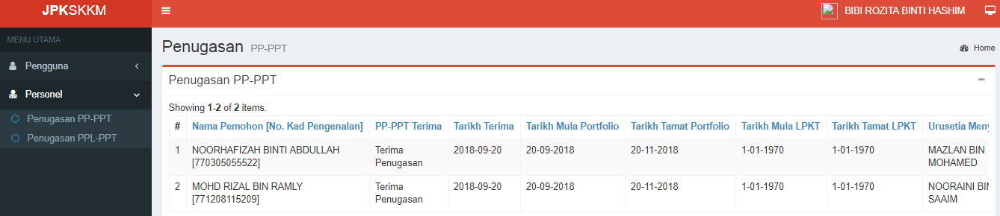 JPKSKKM
BIBI ROZITA BINTI HASHIM
MENU UTAMA
Pengguna
Personel
Penugasan PP-PPT
Penugasan PPL-PPT
Penugasan PP-PPT
Home
Penugasan PP-PPT
Showing 1-2 of 2 items.
# Nama Pemohon [No. Kad Pengenalan] PP-PPT Terima Tarikh Terima Tarikh Mula Portfolio Tarikh Tamat Portfolio Tarikh Mula LPKT Tarikh Tamat LPKT Urusetia
1 NOORHAFIZAH BINTI ABDULLAH Terima 2018-09-20 20-09-2018 20-11-2018 1-01-1970 1-01-1970 MAZLAN BIN
[770305055522] Penugasan MOHAMED
2 MOHD RIZAL BIN RAMLY Terima 2018-09-20 20-09-2018 20-11-2018 1-01-1970 1-01-1970 NOORAINI
[771208115209] Penugasan SAAIM